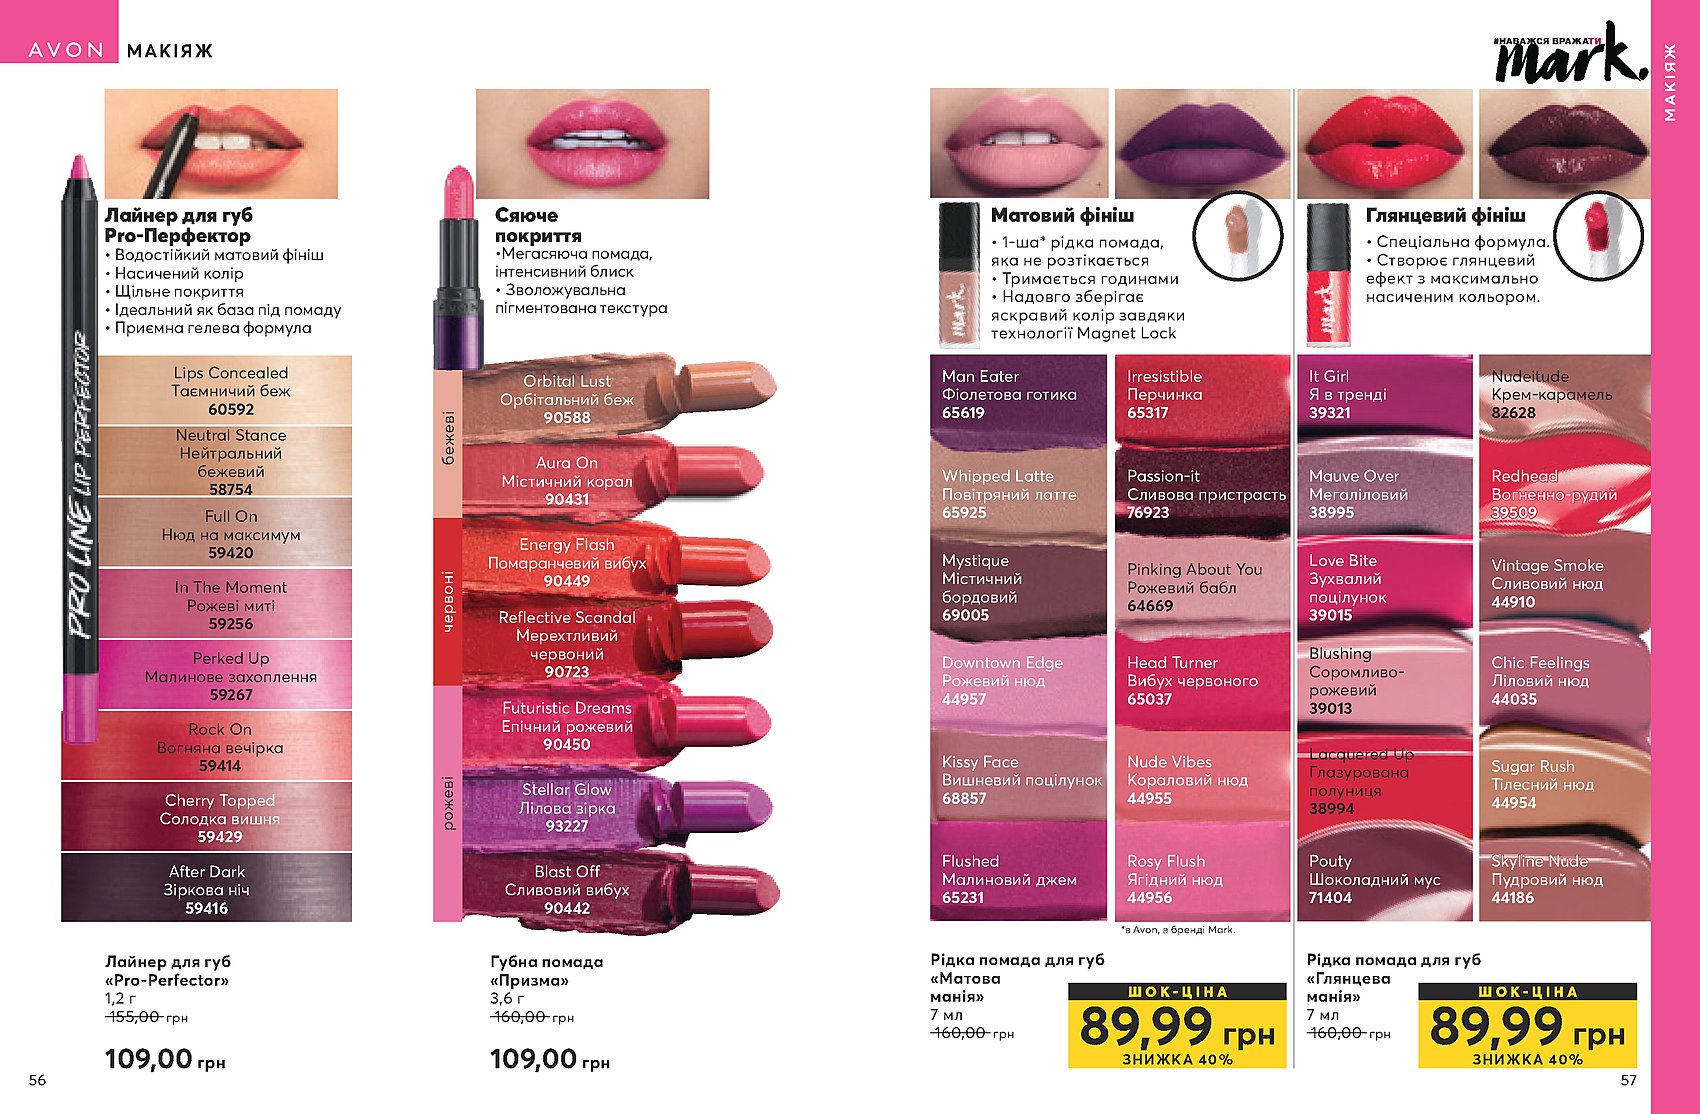 AVON
МАКІЯЖ
Лайнер для губ
Pro-Перфектор
• Водостійкий матовий фініш
• Насичений колір
• Щільне покриття
• Ідеальний як база під помаду
• Приємна гелева формула
PRO LINE LIP PERFECTOR
Lips Concealed
Таємничий беж
60592
Neutral Stance
Нейтральний
бежевий
58754
Full On
Нюд на максимум
59420
In The Moment
Рожеві миті
59256
Perked Up
Малинове захоплення
59267
Rock On
Вогняна вечірка
59414
Cherry Topped
Солодка вишня
59429
After Dark
Зіркова ніч
59416
Лайнер для губ
«Pro-Perfector»
1,2 г
155,00 грн
109,00 грн
56
Сяюче
покриття
•Мегасяюча помада,
інтенсивний блиск
• Зволожувальна
пігментована текстура
AVON
бежеві
Orbital Lust
Орбітальний беж
90588
Aura On
Містичний корал
90431
червоні
Energy Flash
Помаранчевий вибух
90449
Reflective Scandal
Мерехтливий
червоний
90723
рожеві
Futuristic Dreams
Епічний рожевий
90450
Stellar Glow
Лілова зірка
93227
Blast Off
Сливовий вибух
90442
Губна помада
«Призма»
3,6 г
160,00 грн
109,00 грн
#НАВАЖСЯ ВРАЖАТИ
mark.
МАКІЯЖ
Матовий фініш
• 1-ша* рідка помада,
яка не розтікається
• Тримається годинами
• Надовго зберігає
яскравий колір завдяки
технології Magnet Lock
mark.
Man Eater
Фіолетова готика
65619
Whipped Latte
Повітряний латте
65925
Mystique
Містичний
бордовий
69005
Downtown Edge
Рожевий нюд
44957
Kissy Face
Вишневий поцілунок
68857
Flushed
Малиновий джем
65231
Irresistible
Перчинка
65317
Passion-it
Сливова пристрасть
76923
Pinking About You
Рожевий бабл
64669
Head Turner
Вибух червоного
65037
Nude Vibes
Кораловий нюд
44955
Rosy Flush
Ягідний нюд
44956
*в Avon, в бренді Mark.
Рідка помада для губ
«Матова
манія»
7 мл
160,00 грн
ШОК-ЦІНА
89,99 грн
ЗНИЖКА 40%
Глянцевий фініш
• Спеціальна формула.
• Створює глянцевий
ефект з максимально
насиченим кольором.
mark.
It Girl
Я в тренді
39321
Mauve Over
Мегаліловий
38995
Love Bite
Зухвалий
поцілунок
39015
Blushing
Соромливо-
рожевий
39013
Lacquered Up
Глазурована
полуниця
38994
Pouty
Шоколадний мус
71404
Nudeitude
Крем-карамель
82628
Redhead
Вогненно-рудий
39509
Vintage Smoke
Сливовий нюд
44910
Chic Feelings
Ліловий нюд
44035
Sugar Rush
Тілесний нюд
44954
Skyline Nude
Пудровий нюд
44186
Рідка помада для губ
«Глянцева
манія»
7 мл
160,00 грн
ШОК-ЦІНА
89,99 грн
ЗНИЖКА 40%
57